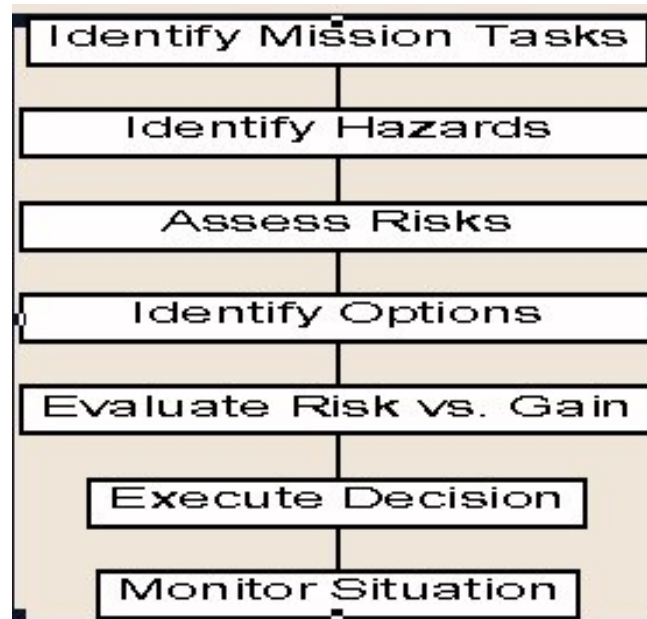 Identify Mission Tasks
Identify Hazards
Assess Risks
Identify Options
Evaluate Risk vs. Gain
Execute Decision
Monitor Situation